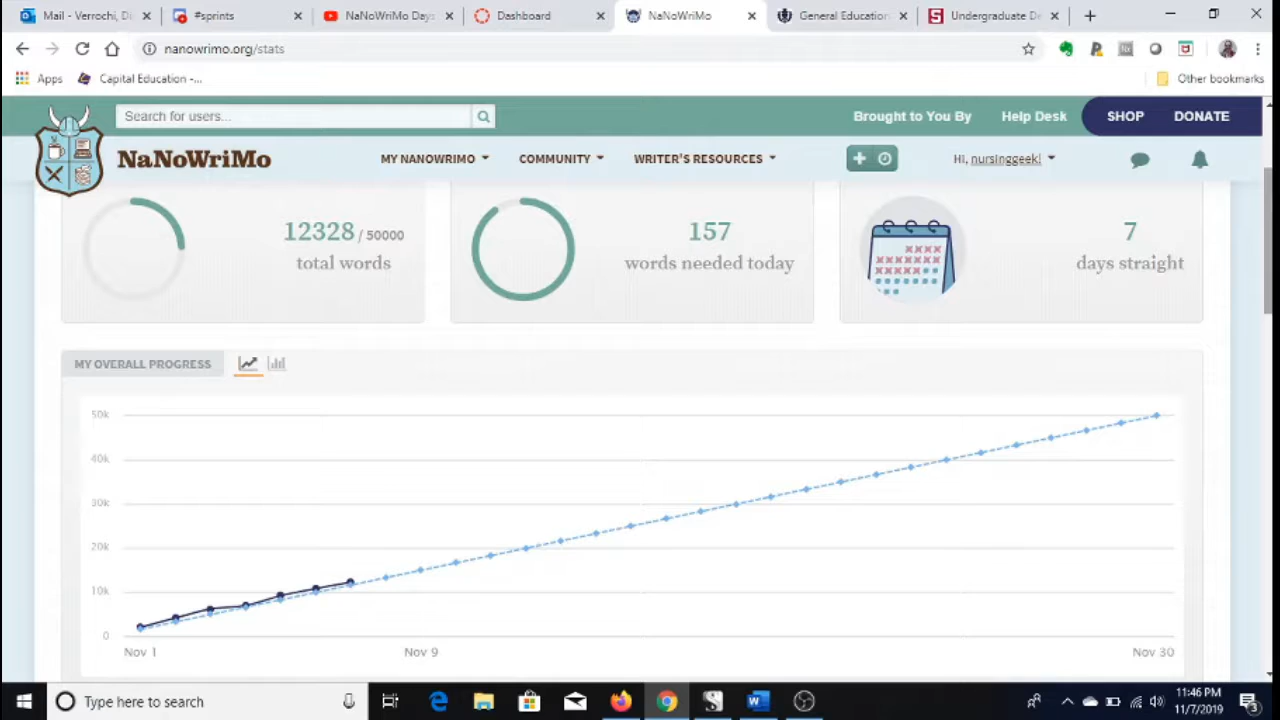 Mail - Verrochi, Di
#sprints
NaNoWriMo Days
Dashboard
NaNoWriMo
General Education
Undergraduate De
nanowrimo.org/stats
Apps
Capital Education -...
Other bookmarks
Search for users...
Brought to You By
Help Desk
SHOP
DONATE
NaNoWriMo
MY NANOWRIMO
COMMUNITY
WRITER'S RESOURCES
Hi, nursinggeek!
12328 / 50000
total words
157
words needed today
7
days straight
MY OVERALL PROGRESS
50k
40k
30k
20k
10k
0
Nov 1
Nov 9
Nov 30
Type here to search
11:46 PM
11/7/2019
3